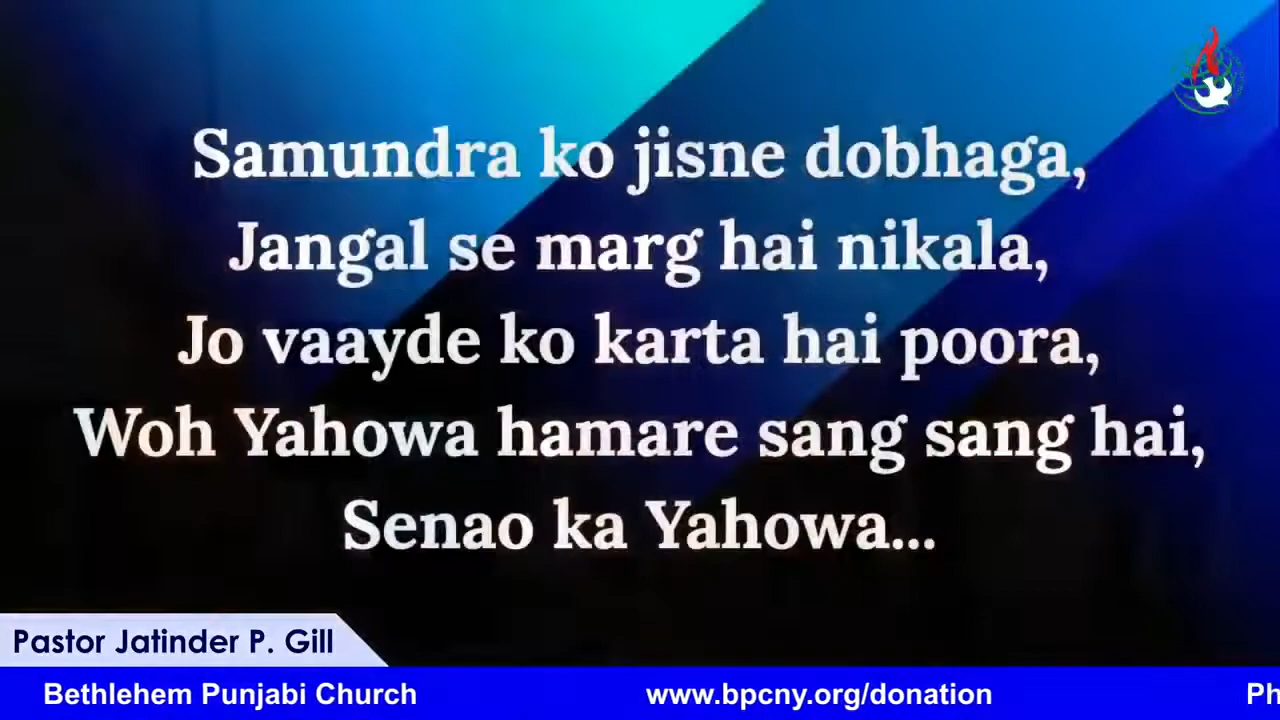 Samundra ko jisne dobhaga,
Jangal se marg hai nikala,
Jo vaayde ko karta hai poora,
Woh Yahowa hamare sang sang hai,
Senao ka Yahowa...
Pastor Jatinder P. Gill
Bethlehem Punjabi Church www.bpcny.org/donation Ph